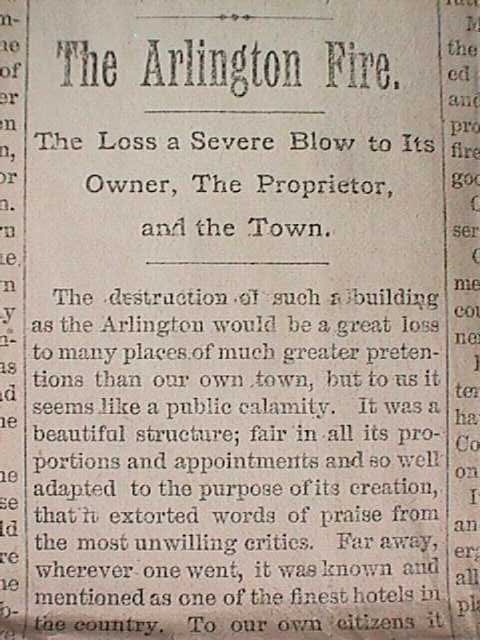 The Arlington Fire.
The Loss a Severe Blow to Its
Owner, The Proprietor,
and the Town.
The destruction of such a building
as the Arlington would be a great loss
to many places of much greater preten-
tions than our own town, but to us it
seems like a public calamity. It was a
beautiful structure; fair in all its pro-
portions and appointments and so well
adapted to the purpose of its creation,
that it extorted words of praise from
the most unwilling critics. Far away,
wherever one went, it was known and
mentioned as one of the finest hotels in
the country. To our own citizens it